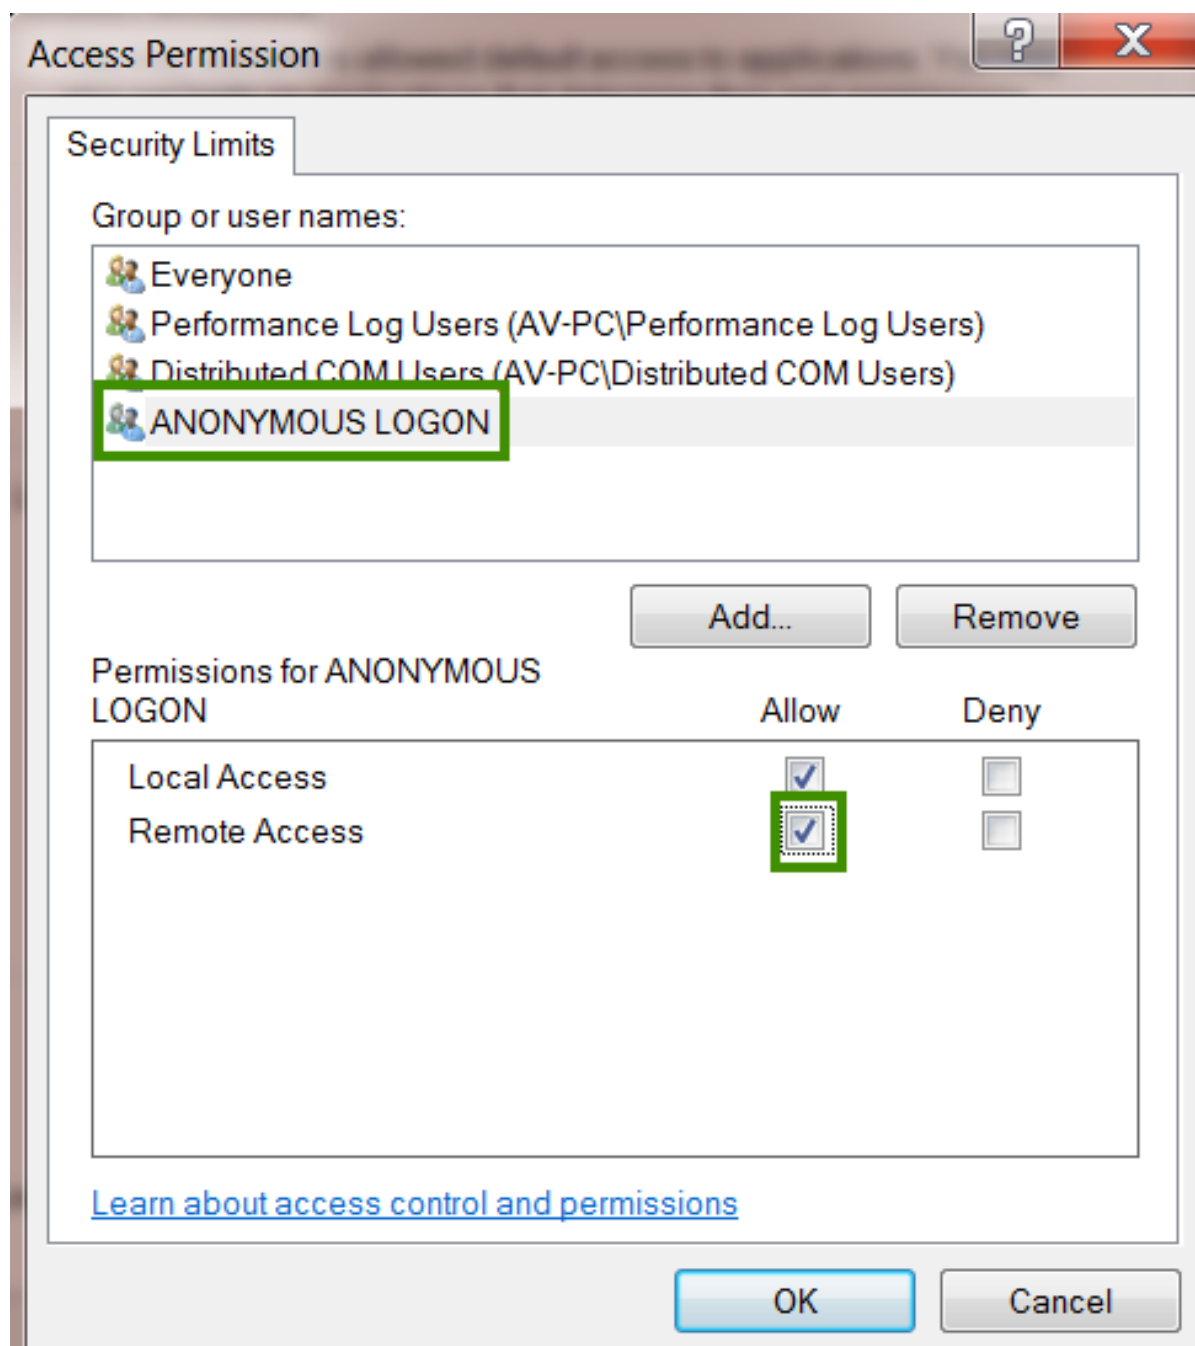 Access Permission
Security Limits
Group or user names:
Everyone
Performance Log Users (AV-PC\Performance Log Users)
Distributed COM Users (AV-PC\Distributed COM Users)
ANONYMOUS LOGON
Add...
Remove
Permissions for ANONYMOUS
LOGON
Allow
Deny
Local Access
Remote Access
Learn about access control and permissions
OK
Cancel